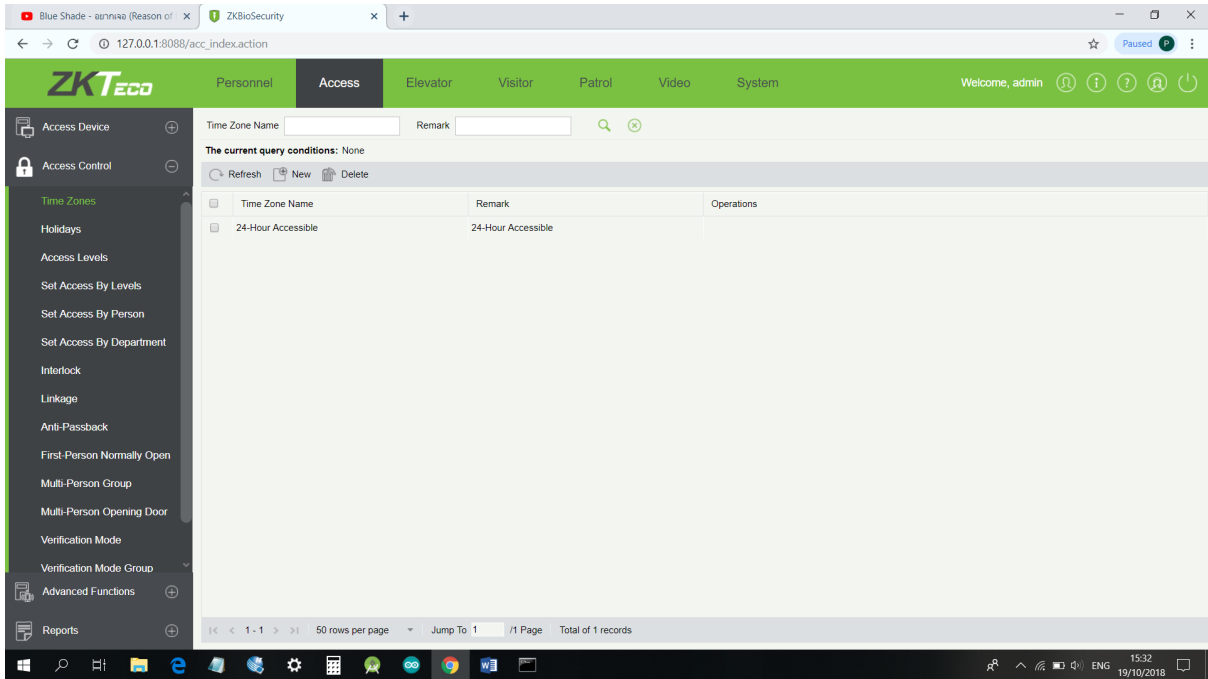 Blue Shade - อยากเจอ (Reason of
ZKBioSecurity
127.0.0.1:8088/acc_index.action
Paused P
ZKTECO
Personnel Access Elevator Visitor Patrol Video System
Welcome, admin
Access Device
Time Zone Name Remark
The current query conditions: None
Access Control
Refresh New Delete
Time Zones
Time Zone Name Remark Operations
24-Hour Accessible 24-Hour Accessible
Holidays
Access Levels
Set Access By Levels
Set Access By Person
Set Access By Department
Interlock
Linkage
Anti-Passback
First-Person Normally Open
Multi-Person Group
Multi-Person Opening Door
Verification Mode
Verification Mode Group
Advanced Functions
Reports
1 - 1 50 rows per page Jump To 1 /1 Page Total of 1 records
ENG 15:32
19/10/2018